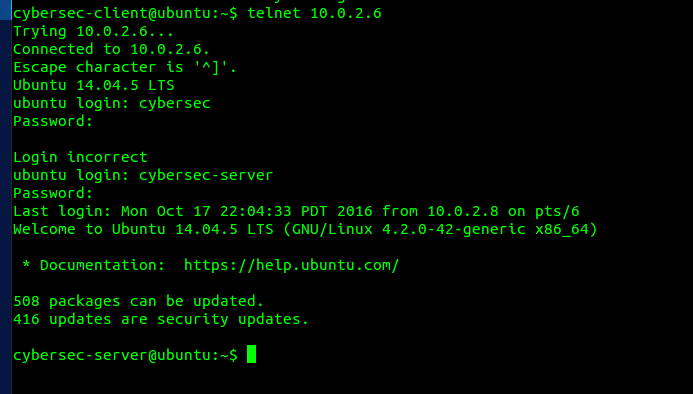 cybersec-client@ubuntu:~$ telnet 10.0.2.6
Trying 10.0.2.6...
Connected to 10.0.2.6.
Escape character is '^]'.
Ubuntu 14.04.5 LTS
ubuntu login: cybersec
Password:
Login incorrect
ubuntu login: cybersec-server
Password:
Last login: Mon Oct 17 22:04:33 PDT 2016 from 10.0.2.8 on pts/6
Welcome to Ubuntu 14.04.5 LTS (GNU/Linux 4.2.0-42-generic x86_64)
* Documentation:  https://help.ubuntu.com/
508 packages can be updated.
416 updates are security updates.
cybersec-server@ubuntu:~$